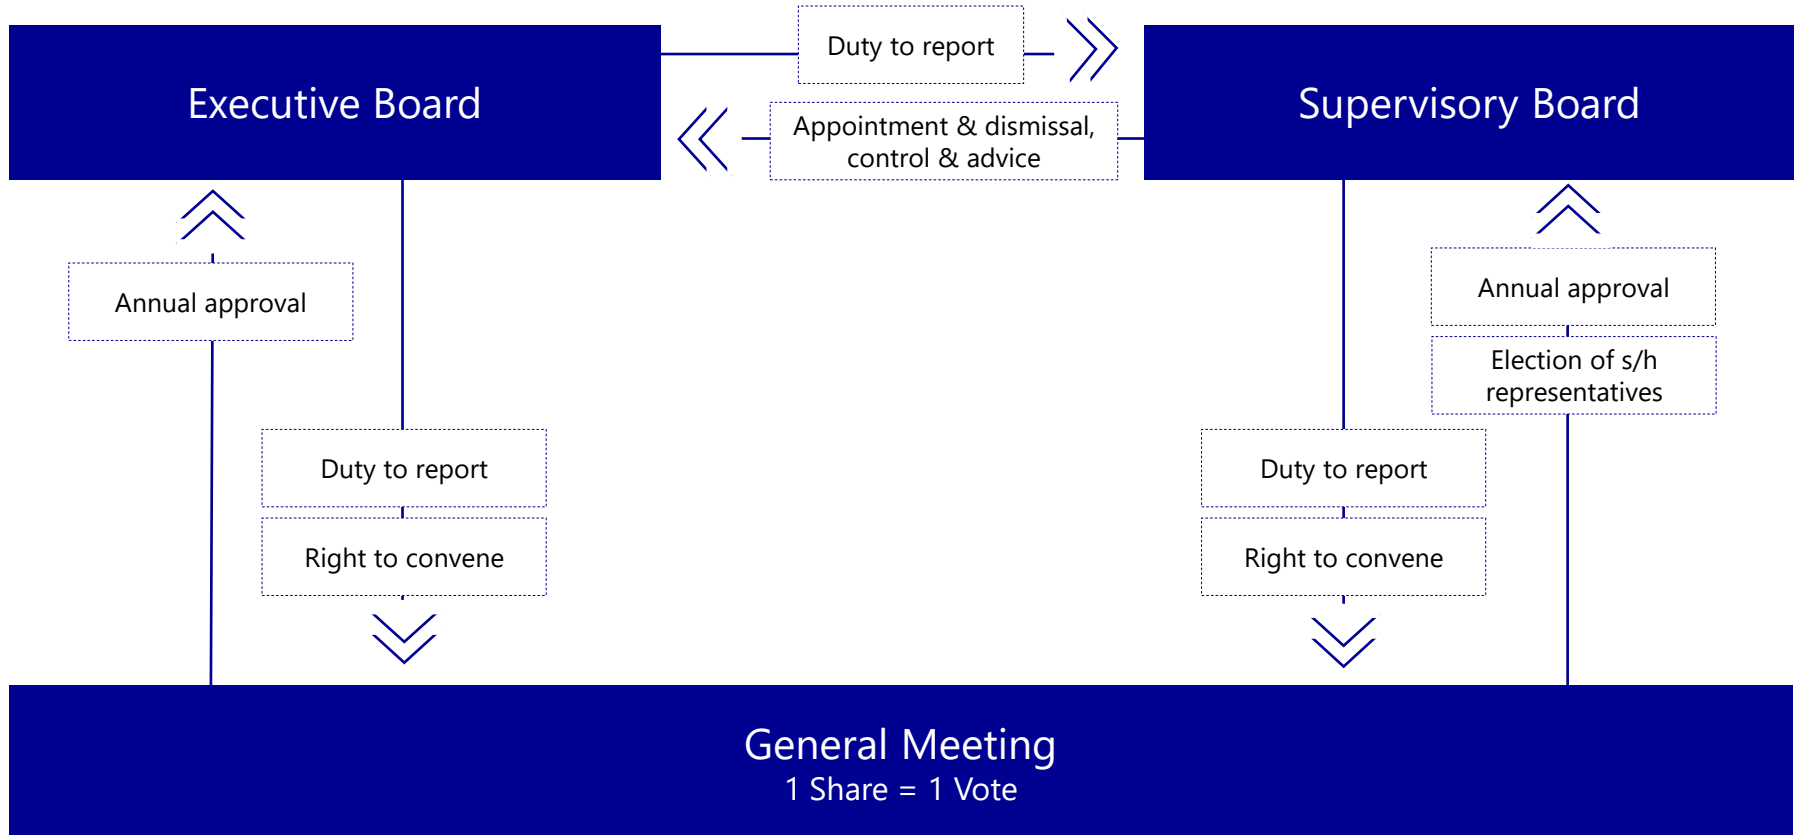 Executive Board
Duty to report
Supervisory Board
Appointment & dismissal,
control & advice
Annual approval
Annual approval
Election of s/h
representatives
Duty to report
Right to convene
Duty to report
Right to convene
General Meeting
1 Share = 1 Vote